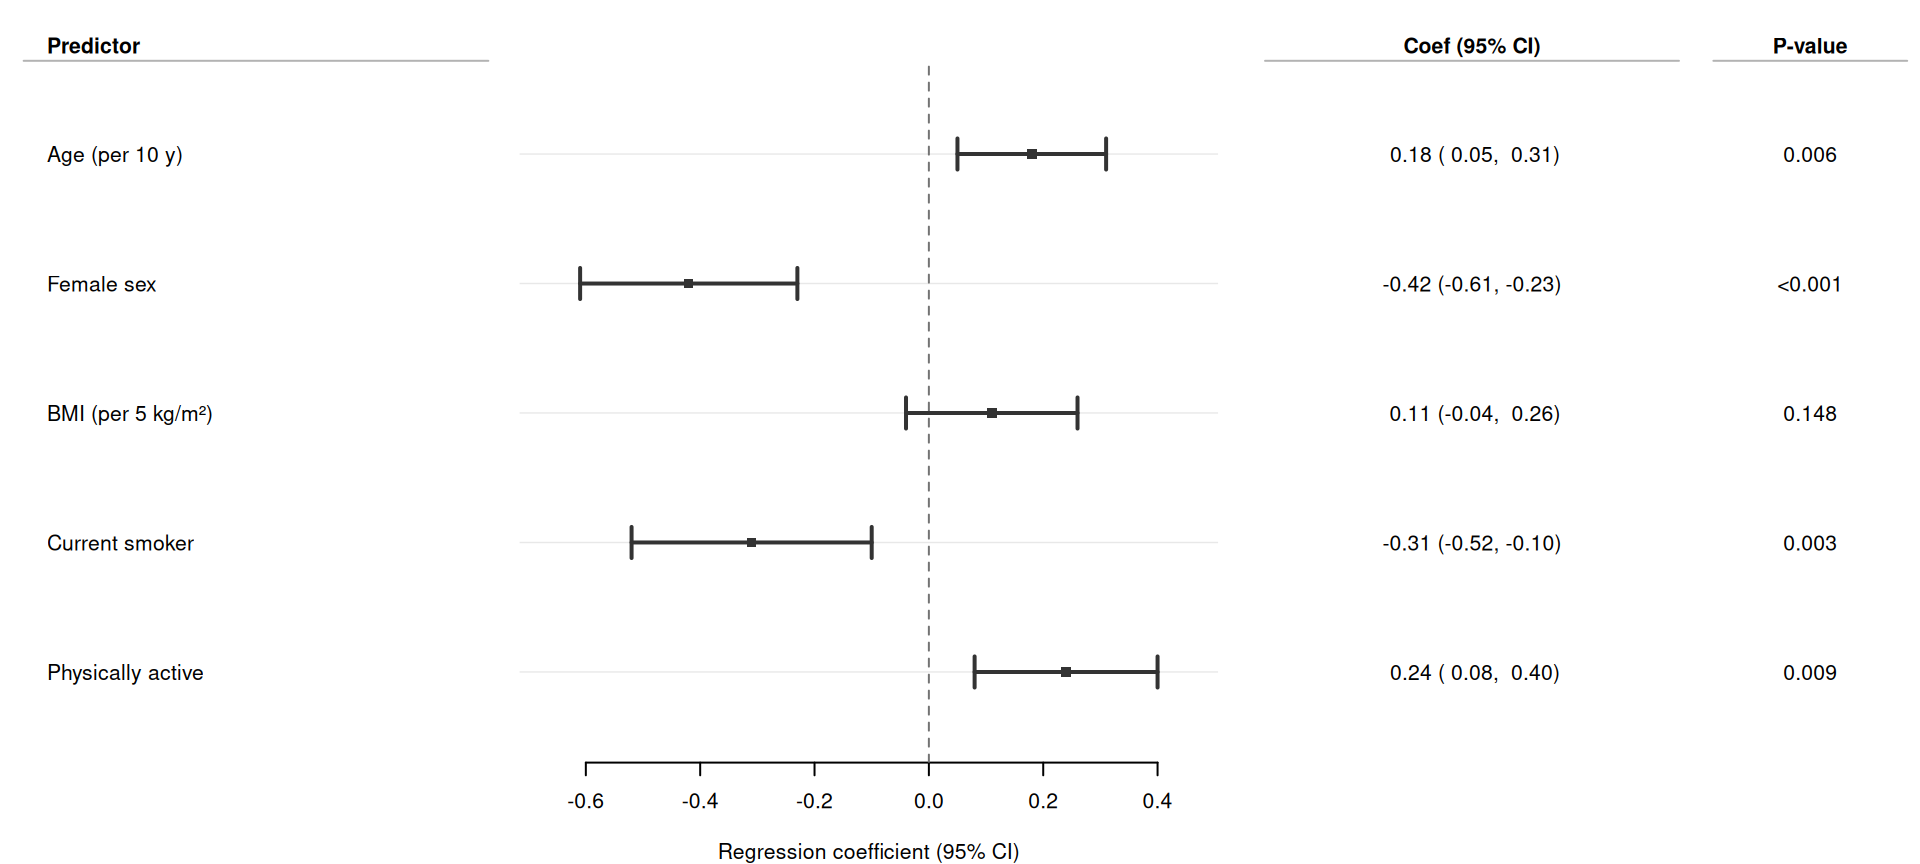 Predictor Coef (95% CI) P-value
Age (per 10 y) 0.18 ( 0.05, 0.31) 0.006
Female sex -0.42 (-0.61, -0.23) <0.001
BMI (per 5 kg/m²) 0.11 (-0.04, 0.26) 0.148
Current smoker -0.31 (-0.52, -0.10) 0.003
Physically active 0.24 ( 0.08, 0.40) 0.009
-0.6 -0.4 -0.2 0.0 0.2 0.4
Regression coefficient (95% CI)